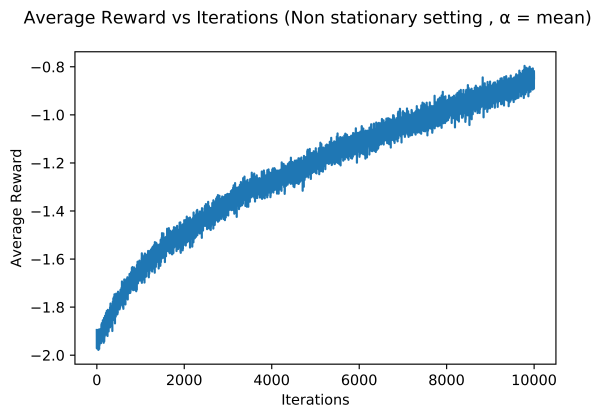 Average Reward vs Iterations (Non stationary setting , α = mean)
−0.8
−1.0
−1.2
−1.4
−1.6
−1.8
−2.0
Average Reward
0 2000 4000 6000 8000 10000
Iterations